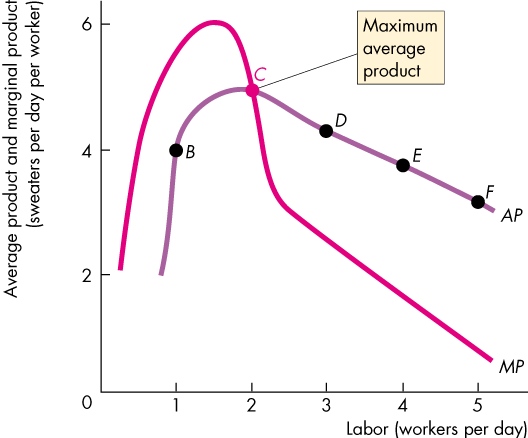 Average product and marginal product
(sweaters per day per worker)
6
4
2
0
Maximum
average
product
C
B
D
E
F
AP
MP
1 2 3 4 5
Labor (workers per day)